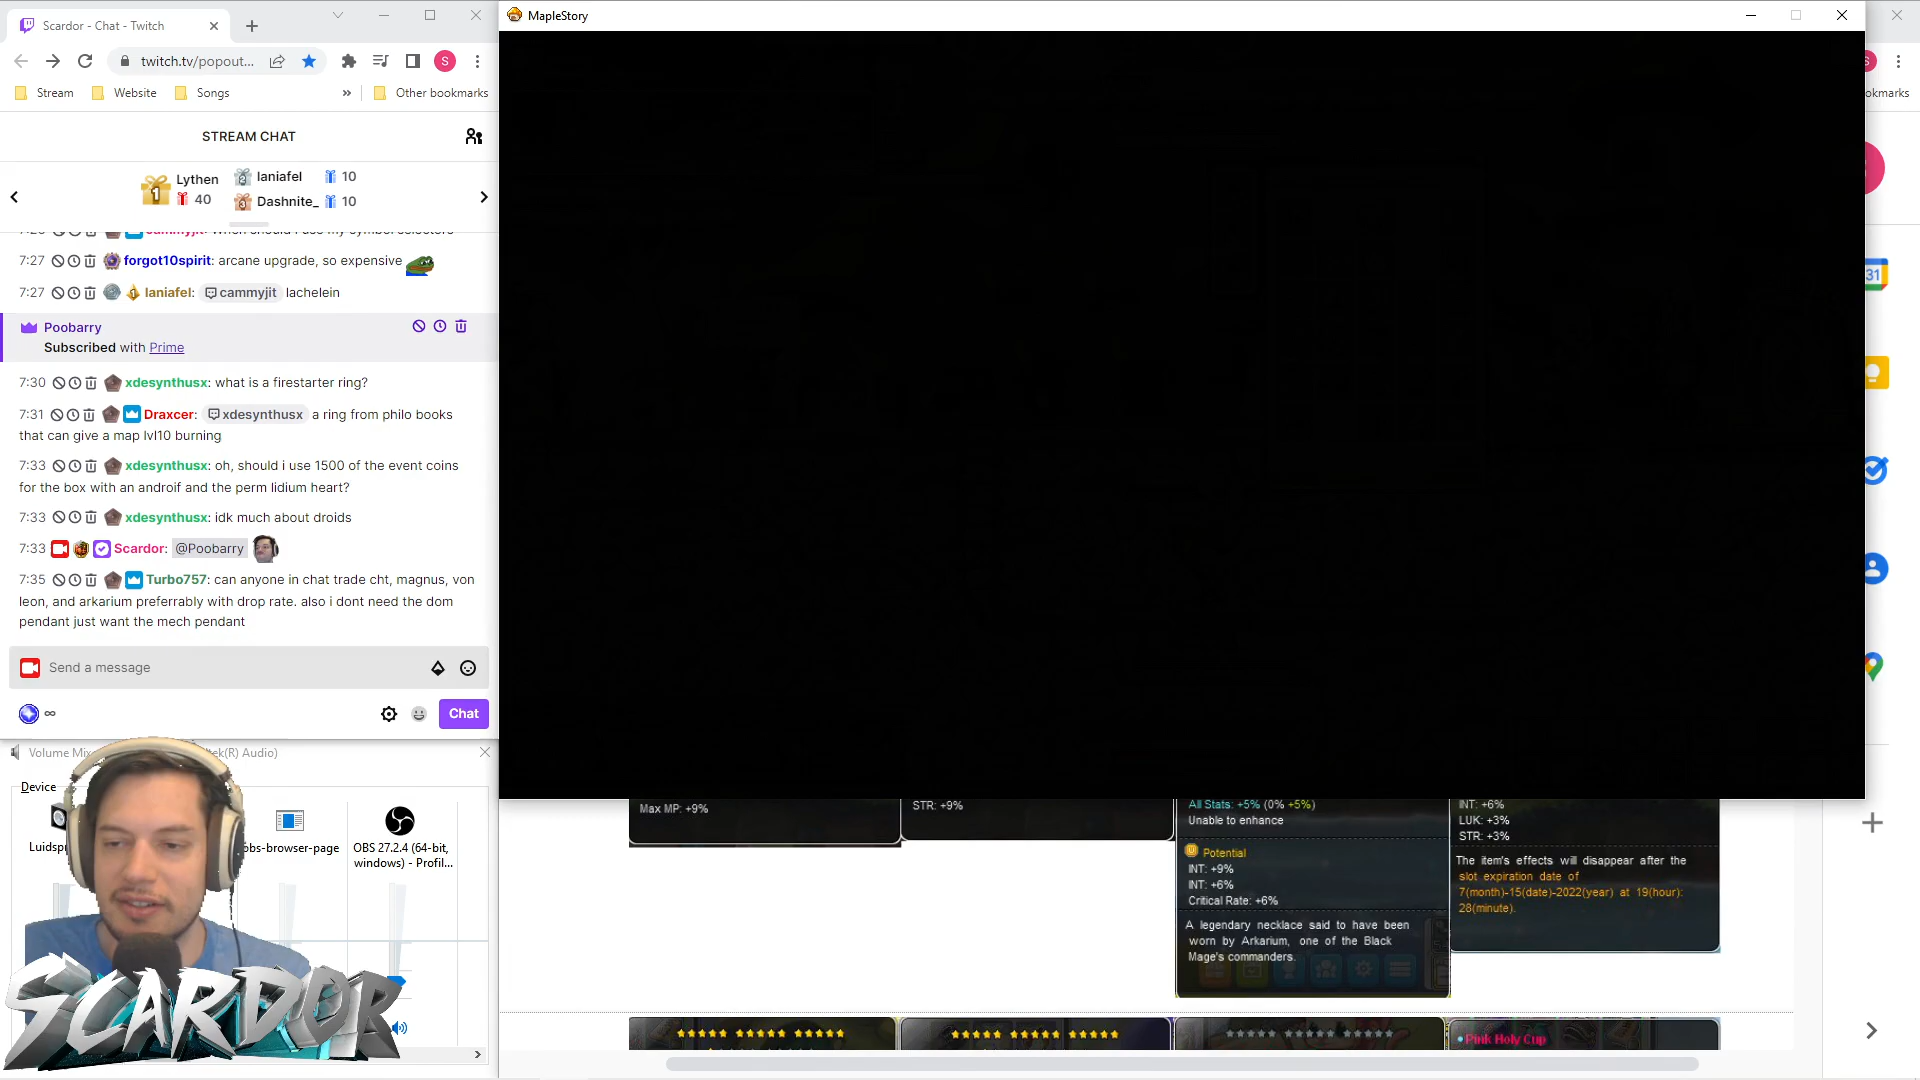 Scardor - Chat - Twitch
MapleStory
twitch.tv/popout...
S
Stream
Website
Songs
»
Other bookmarks
okmarks
STREAM CHAT
1
Lythen
40
2
laniafel
10
3
Dashnite_
10
7:27 forgot10spirit: arcane upgrade, so expensive
7:27 laniafel: cammyjit lachelein
Poobarry
Subscribed with Prime
7:30 xdesynthusx: what is a firestarter ring?
7:31 Draxcer: xdesynthusx a ring from philo books
that can give a map lvl10 burning
7:33 xdesynthusx: oh, should i use 1500 of the event coins
for the box with an androif and the perm lidium heart?
7:33 xdesynthusx: idk much about droids
7:33 Scardor: @Poobarry
7:35 Turbo757: can anyone in chat trade cht, magnus, von
leon, and arkarium preferrably with drop rate. also i dont need the dom
pendant just want the mech pendant
Send a message
∞
Chat
31
Volume Mix
tek(R) Audio)
Device
obs-browser-page
OBS 27.2.4 (64-bit,
windows) - Profil...
SCARDOR
Max MP: +9%
STR: +9%
All Stats: +5% (0% +5%)
Unable to enhance
Potential
INT: +9%
INT: +6%
Critical Rate: +6%
A legendary necklace said to have been
worn by Arkarium, one of the Black
Mage's commanders.
INT: +6%
LUK: +3%
STR: +3%
The item's effects will disappear after the
slot expiration date of
7(month)-15(date)-2022(year) at 19(hour):
28(minute).
Pink Holy Cup